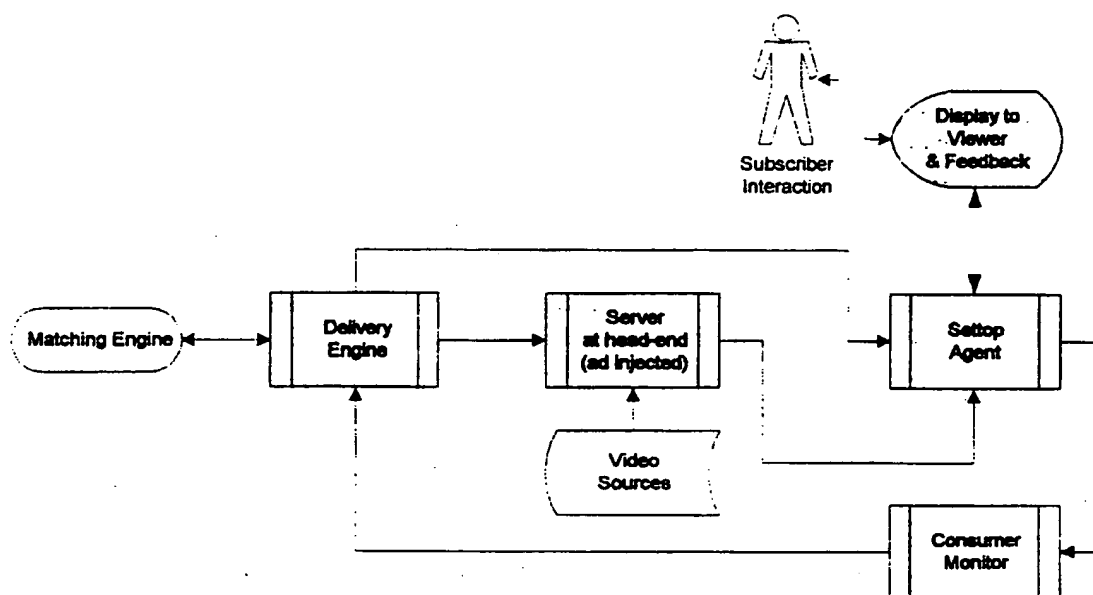 Subscriber
Interaction
Display to
Viewer
& Feedback
Matching Engine
Delivery
Engine
Server
at head-end
(ad injected)
Settop
Agent
Video
Sources
Consumer
Monitor